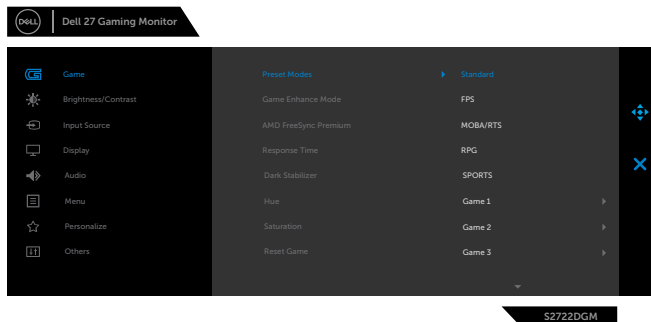 DELL Dell 27 Gaming Monitor
Game Preset Modes Standard
Brightness/Contrast Game Enhance Mode FPS
Input Source AMD FreeSync Premium MOBA/RTS
Display Response Time RPG
Audio Dark Stabilizer SPORTS
Menu Hue Game 1
Personalize Saturation Game 2
Others Reset Game Game 3
S2722DGM